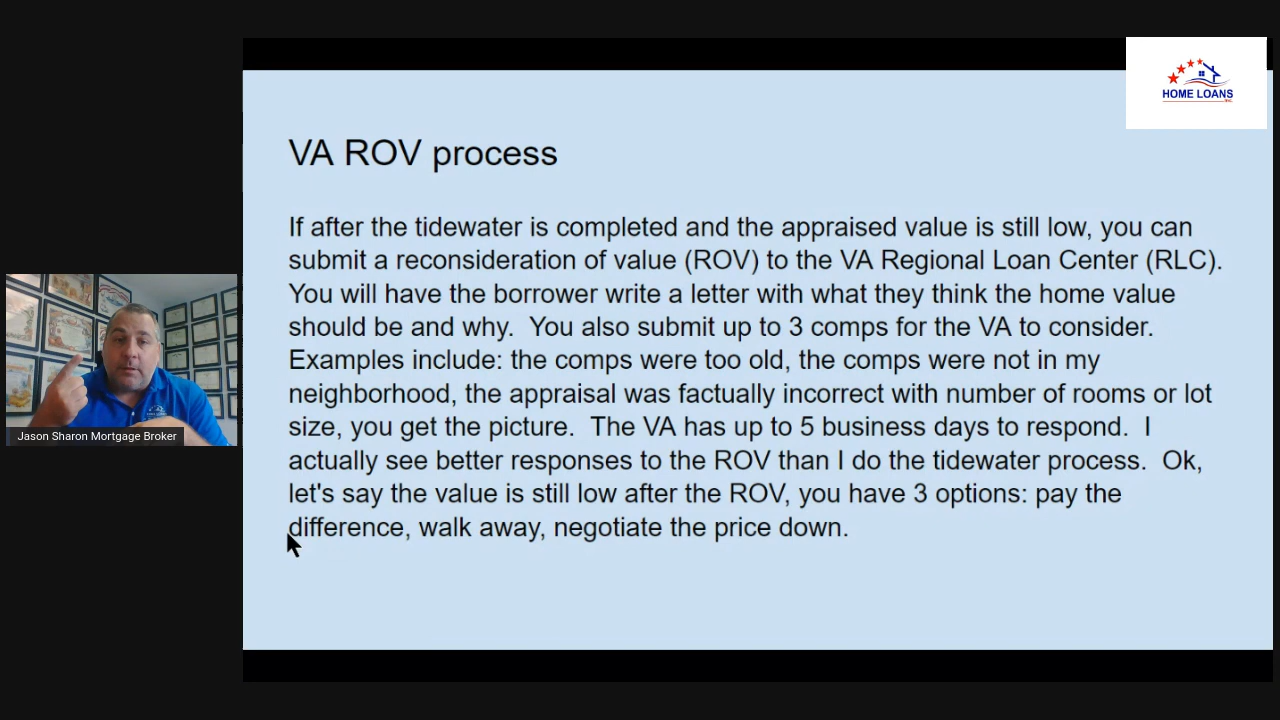 HOME LOANS
INC
VA ROV process
If after the tidewater is completed and the appraised value is still low, you can
submit a reconsideration of value (ROV) to the VA Regional Loan Center (RLC).
You will have the borrower write a letter with what they think the home value
should be and why.  You also submit up to 3 comps for the VA to consider.
Examples include: the comps were too old, the comps were not in my
neighborhood, the appraisal was factually incorrect with number of rooms or lot
size, you get the picture.  The VA has up to 5 business days to respond.  I
actually see better responses to the ROV than I do the tidewater process.  Ok,
let's say the value is still low after the ROV, you have 3 options: pay the
difference, walk away, negotiate the price down.
Jason Sharon Mortgage Broker